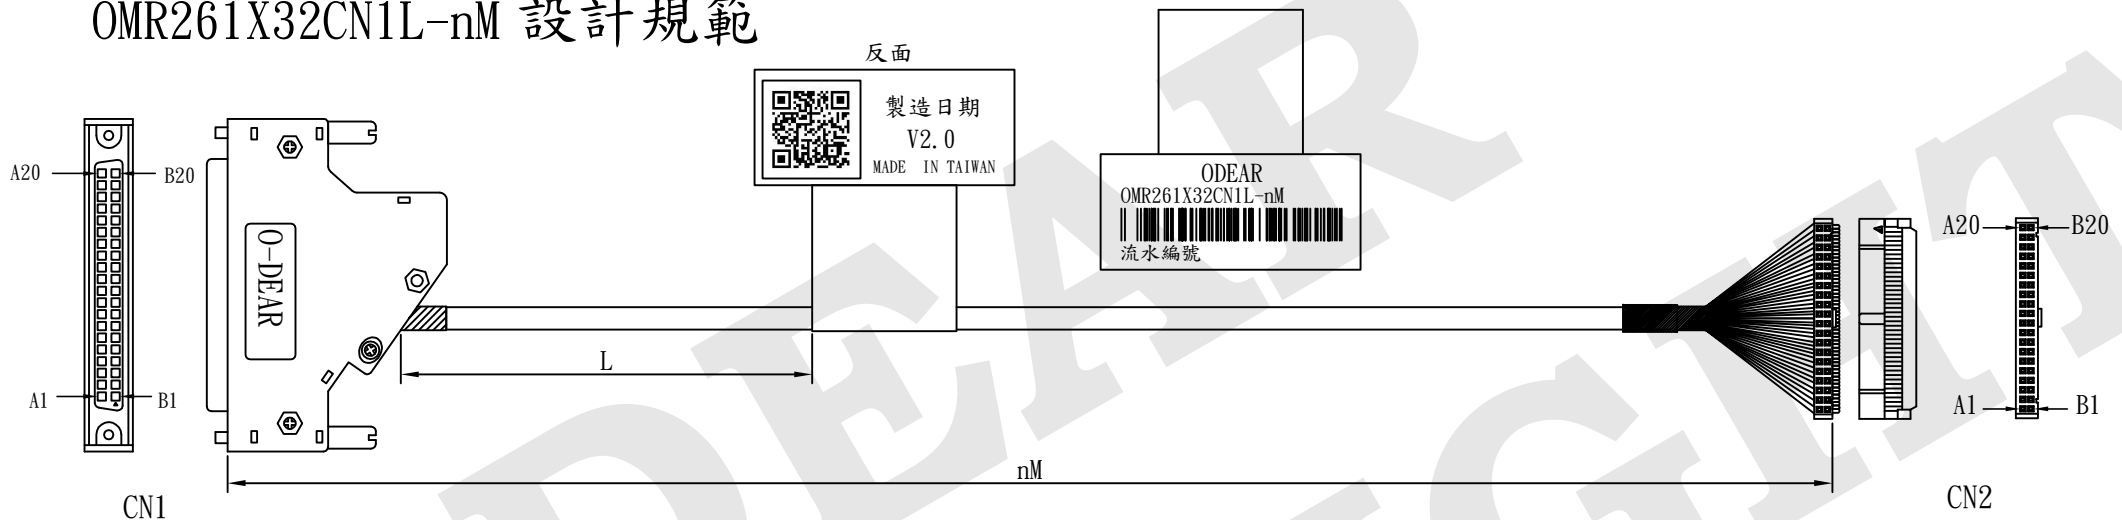 OMR261X32CN1L-nM 設計規範
反面
製造日期
V2.0
MADE IN TAIWAN
ODEAR
OMR261X32CN1L-nM
流水編號
A20
B20
O-DEAR
A20
B20
L
A1
B1
A1
B1
nM
CN1
CN2